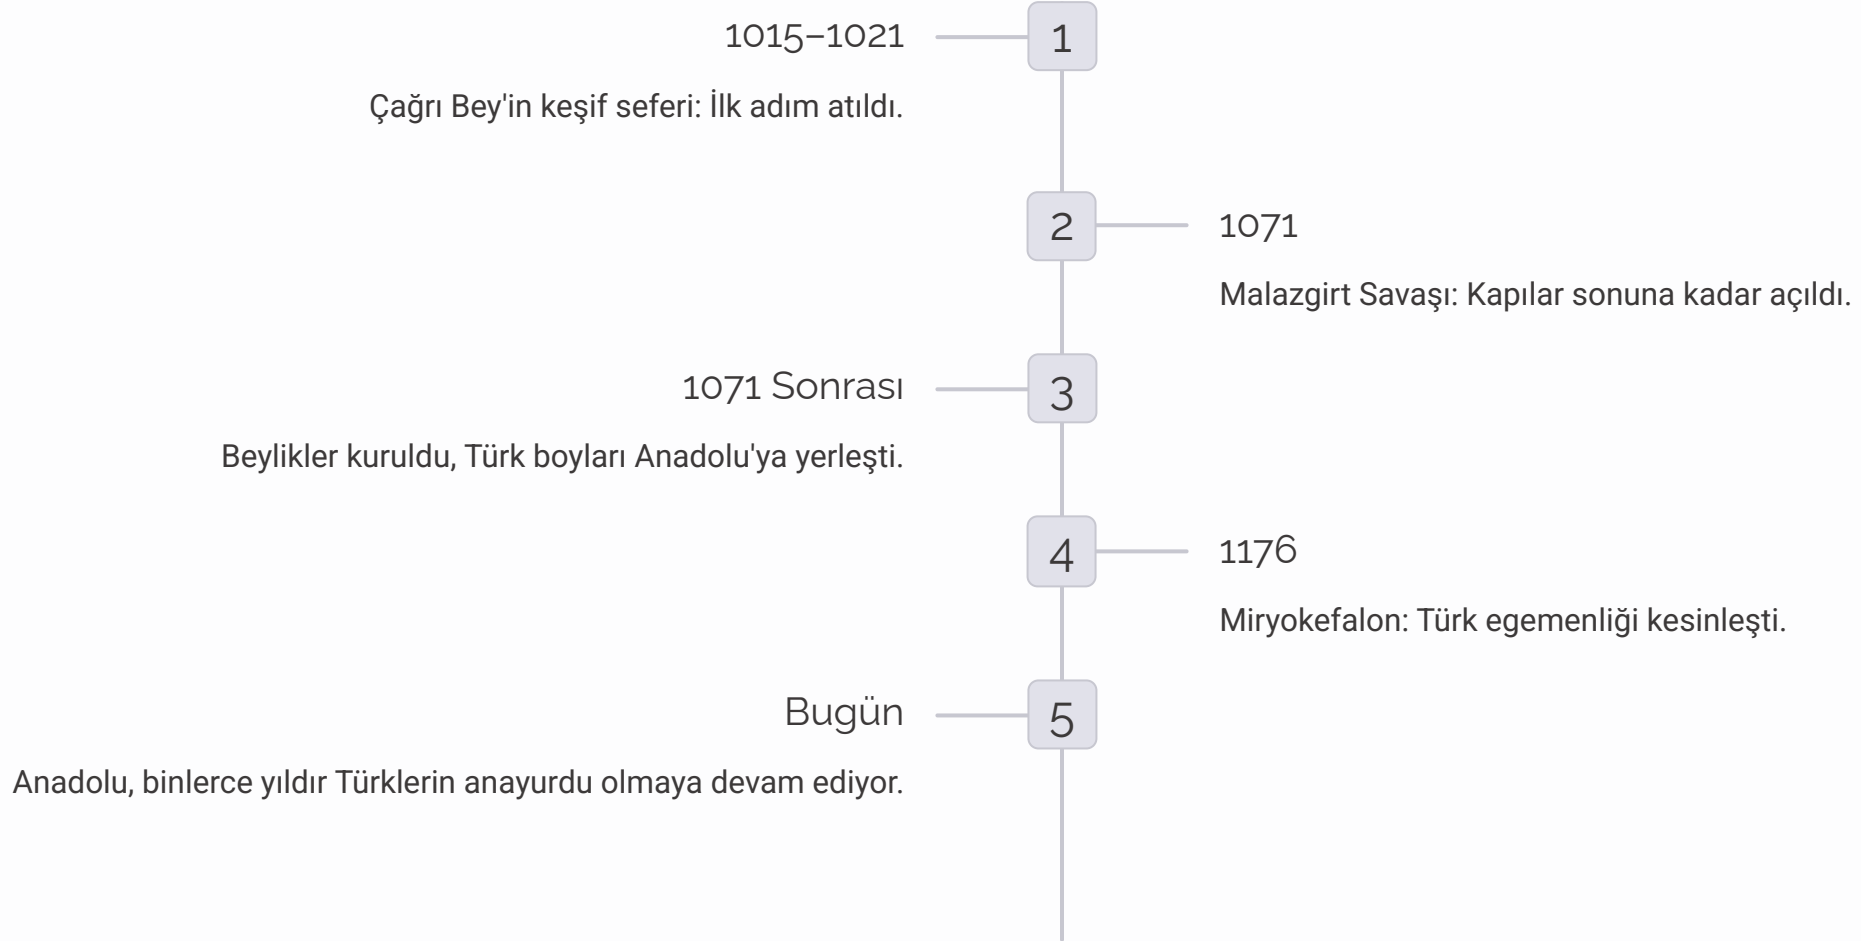 1015–1021
1
Çağrı Bey'in keşif seferi: İlk adım atıldı.
2
1071
Malazgirt Savaşı: Kapılar sonuna kadar açıldı.
1071 Sonrası
3
Beylikler kuruldu, Türk boyları Anadolu'ya yerleşti.
4
1176
Miryokefalon: Türk egemenliği kesinleşti.
Bugün
5
Anadolu, binlerce yıldır Türklerin anayurdu olmaya devam ediyor.